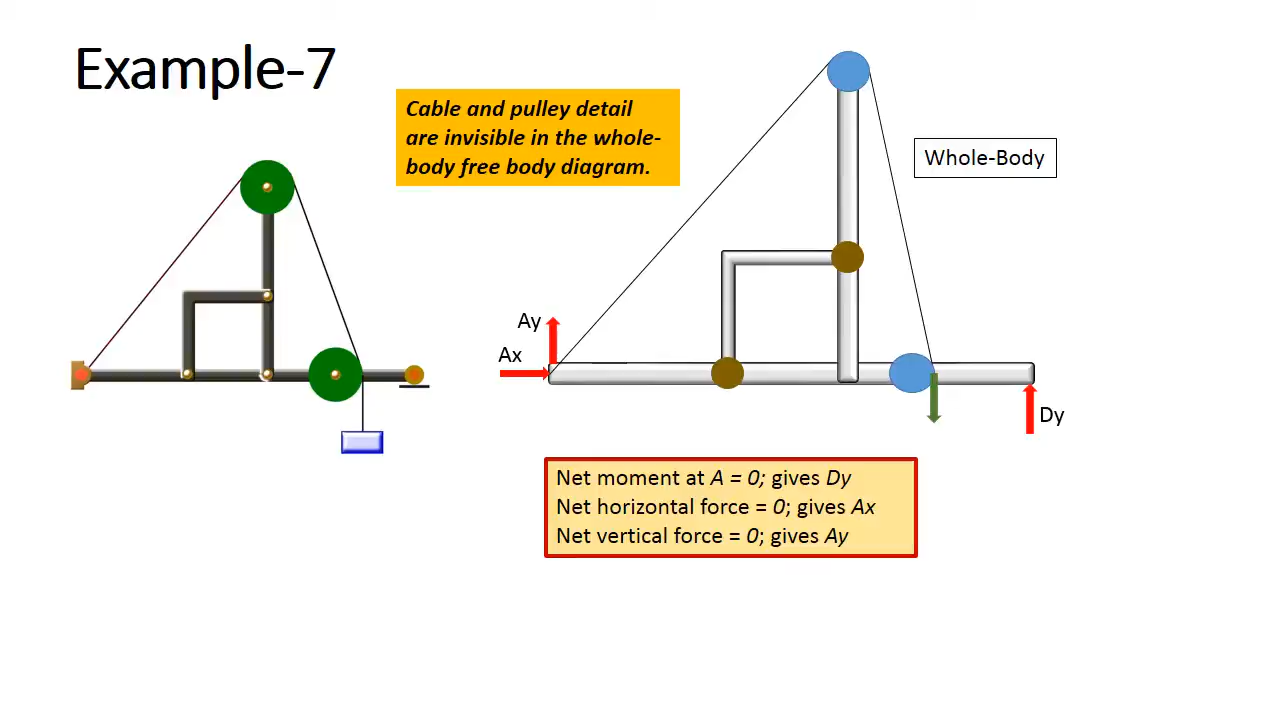 Example-7
Cable and pulley detail
are invisible in the whole-
body free body diagram.
Whole-Body
Ay
Ax
Dy
Net moment at A = 0; gives Dy
Net horizontal force = 0; gives Ax
Net vertical force = 0; gives Ay